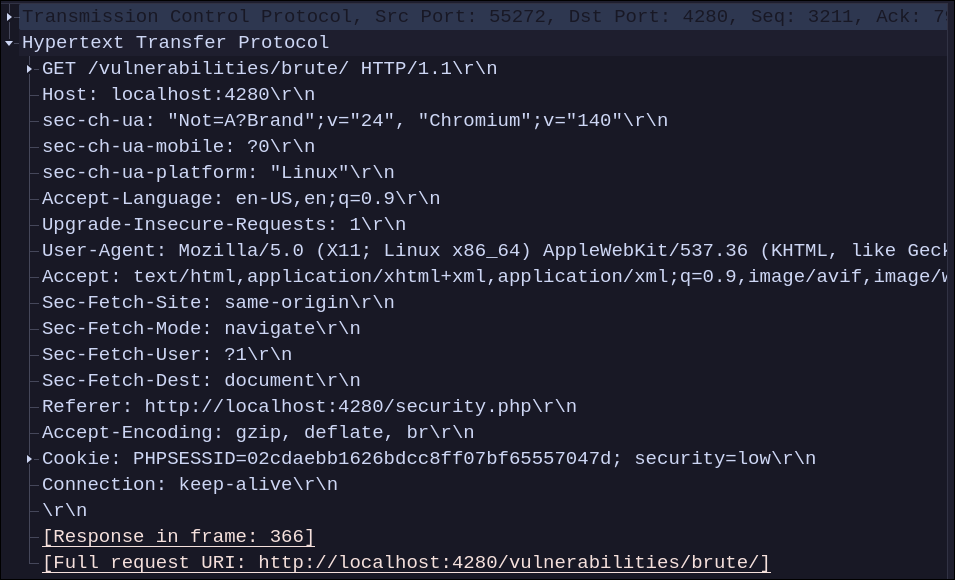 Transmission Control Protocol, Src Port: 55272, Dst Port: 4280, Seq: 3211, Ack:
Hypertext Transfer Protocol
GET /vulnerabilities/brute/ HTTP/1.1\r\n
Host: localhost:4280\r\n
sec-ch-ua: "Not=A?Brand";v="24", "Chromium";v="140"\r\n
sec-ch-ua-mobile: ?0\r\n
sec-ch-ua-platform: "Linux"\r\n
Accept-Language: en-US,en;q=0.9\r\n
Upgrade-Insecure-Requests: 1\r\n
User-Agent: Mozilla/5.0 (X11; Linux x86_64) AppleWebKit/537.36 (KHTML, like Geck
Accept: text/html,application/xhtml+xml,application/xml;q=0.9,image/avif,image/w
Sec-Fetch-Site: same-origin\r\n
Sec-Fetch-Mode: navigate\r\n
Sec-Fetch-User: ?1\r\n
Sec-Fetch-Dest: document\r\n
Referer: http://localhost:4280/security.php\r\n
Accept-Encoding: gzip, deflate, br\r\n
Cookie: PHPSESSID=02cdaebb1626bdcc8ff07bf65557047d; security=low\r\n
Connection: keep-alive\r\n
\r\n
[Response in frame: 366]
[Full request URI: http://localhost:4280/vulnerabilities/brute/]